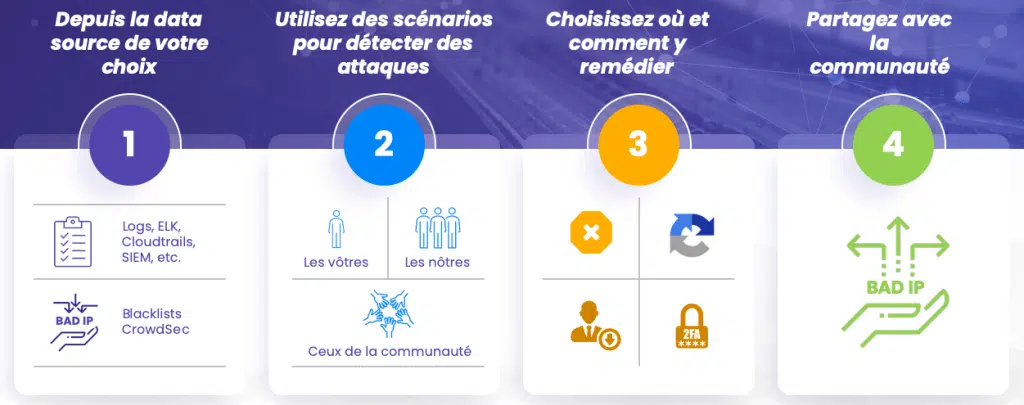 Depuis la data
source de votre
choix
Utilisez des scénarios
pour détecter des
attaques
Choisissez où et
comment y
remédier
Partagez avec
la
communauté
1
2
3
4
Logs, ELK,
Cloudtrails,
SIEM, etc.
BAD IP
Blacklists
CrowdSec
Les vôtres
Les nôtres
Ceux de la communauté
2FA
****
BAD IP